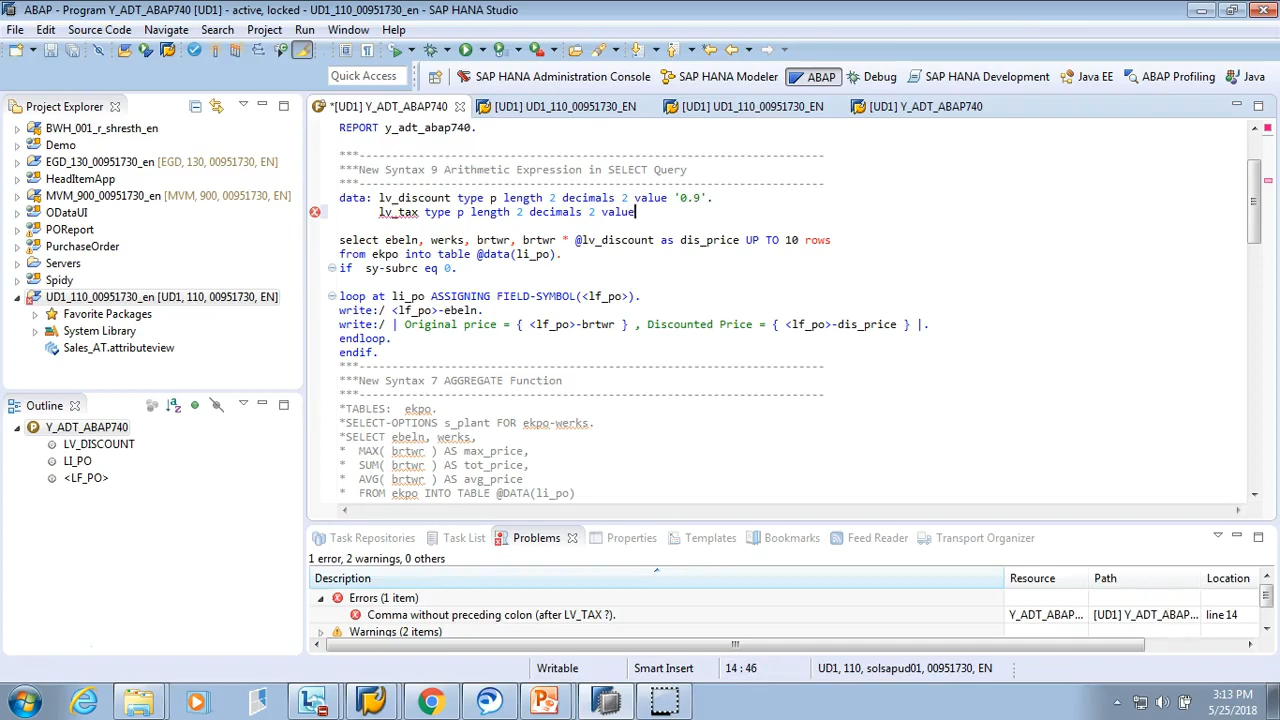 ABAP - Program Y_ADT_ABAP740 [UD1] - active, locked - UD1_110_00951730_en - SAP HANA Studio
File Edit Source Code Navigate Search Project Run Window Help
Quick Access SAP HANA Administration Console SAP HANA Modeler ABAP Debug SAP HANA Development Java E ABAP Profiling Java
Project Explorer
BWH_001_r_shresth_en
Demo
EGD_130_00951730_en [EGD, 130, 00951730, EN]
HeadItemApp
MVM_900_00951730_en [MVM, 900, 00951730, EN]
ODataUI
POReport
PurchaseOrder
Servers
Spidy
UD1_110_00951730_en [UD1, 110, 00951730, EN]
Favorite Packages
System Library
Sales_AT.attributeview
Outline
Y_ADT_ABAP740
LV_DISCOUNT
LI_PO
<LF_PO>
*[UD1] Y_ADT_ABAP740 [UD1] UD1_110_00951730_EN [UD1] UD1_110_00951730_EN [UD1] Y_ADT_ABAP740
REPORT y_adt_abap740.
***---------------------------------------------------------------------
***New Syntax 9 Arithmetic Expression in SELECT Query
***---------------------------------------------------------------------
data: lv_discount type p length 2 decimals 2 value '0.9'.
lv_tax type p length 2 decimals 2 value
select ebeln, werks, brtwr, brtwr * @lv_discount as dis_price UP TO 10 rows
from ekpo into table @data(li_po).
if sy-subrc eq 0.
loop at li_po ASSIGNING FIELD-SYMBOL(<lf_po>).
write:/ <lf_po>-ebeln.
write:/ | Original price = { <lf_po>-brtwr } , Discounted Price = { <lf_po>-dis_price } |.
endloop.
endif.
***---------------------------------------------------------------------
***New Syntax 7 AGGREGATE Function
***---------------------------------------------------------------------
*TABLES: ekpo.
*SELECT-OPTIONS s_plant FOR ekpo-werks.
*SELECT ebeln, werks,
* MAX( brtwr ) AS max_price,
* SUM( brtwr ) AS tot_price,
* AVG( brtwr ) AS avg_price
* FROM ekpo INTO TABLE @DATA(li_po)
Task Repositories Task List Problems Properties Templates Bookmarks Feed Reader Transport Organizer
1 error, 2 warnings, 0 others
Description Resource Path Location
Errors (1 item)
Comma without preceding colon (after LV_TAX ?). Y_ADT_ABAP... [UD1] Y_ADT_ABAP... line 14
Warnings (2 items)
Writable Smart Insert 14 : 46 UD1, 110, solsapud01, 00951730, EN
3:13 PM
5/25/2018